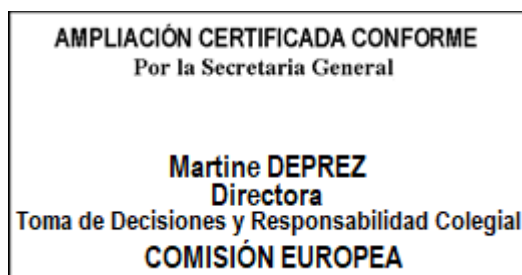 AMPLIACIÓN CERTIFICADA CONFORME
Por la Secretaria General
Martine DEPREZ
Directora
Toma de Decisiones y Responsabilidad Colegial
COMISIÓN EUROPEA